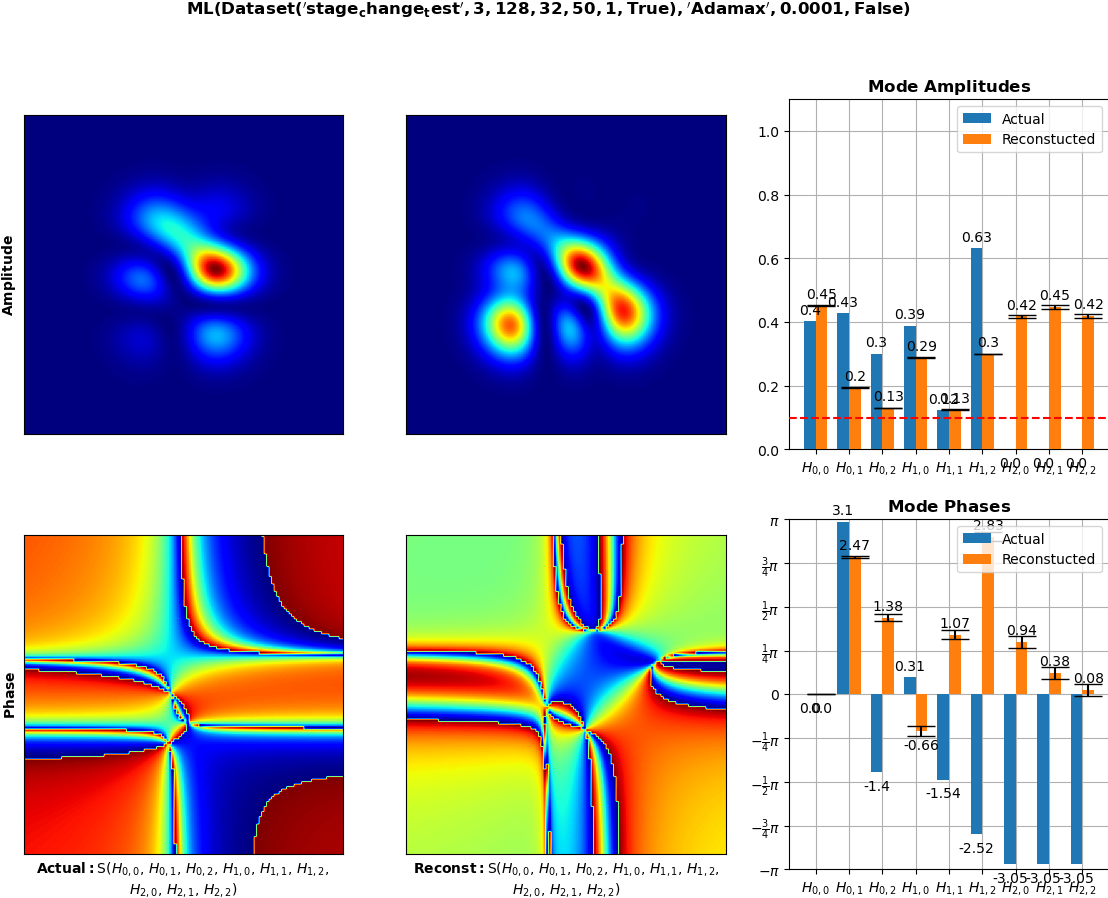 ML(Dataset('stage_change_test', 3, 128, 32, 50, 1, True), 'Adamax', 0.0001, False)
Amplitude
Mode Amplitudes
Actual
Reconstucted
1.0
0.8
0.6
0.4
0.2
0.0
0.4 0.43 0.3 0.39 0.12 0.63 0.0 0.0 0.0
0.45 0.2 0.13 0.29 0.13 0.3 0.42 0.45 0.42
H0,0 H0,1 H0,2 H1,0 H1,1 H1,2 H2,0 H2,1 H2,2
Phase
Mode Phases
Actual
Reconstucted
π
3/4π
1/2π
1/4π
0
−1/4π
−1/2π
−3/4π
−π
0.0 3.1 -1.4 0.31 -1.54 -2.52 -3.05 -3.05 -3.05
0.0 2.47 1.38 -0.66 1.07 2.83 0.94 0.38 0.08
H0,0 H0,1 H0,2 H1,0 H1,1 H1,2 H2,0 H2,1 H2,2
Actual: S(H0,0, H0,1, H0,2, H1,0, H1,1, H1,2,
H2,0, H2,1, H2,2)
Reconst: S(H0,0, H0,1, H0,2, H1,0, H1,1, H1,2,
H2,0, H2,1, H2,2)